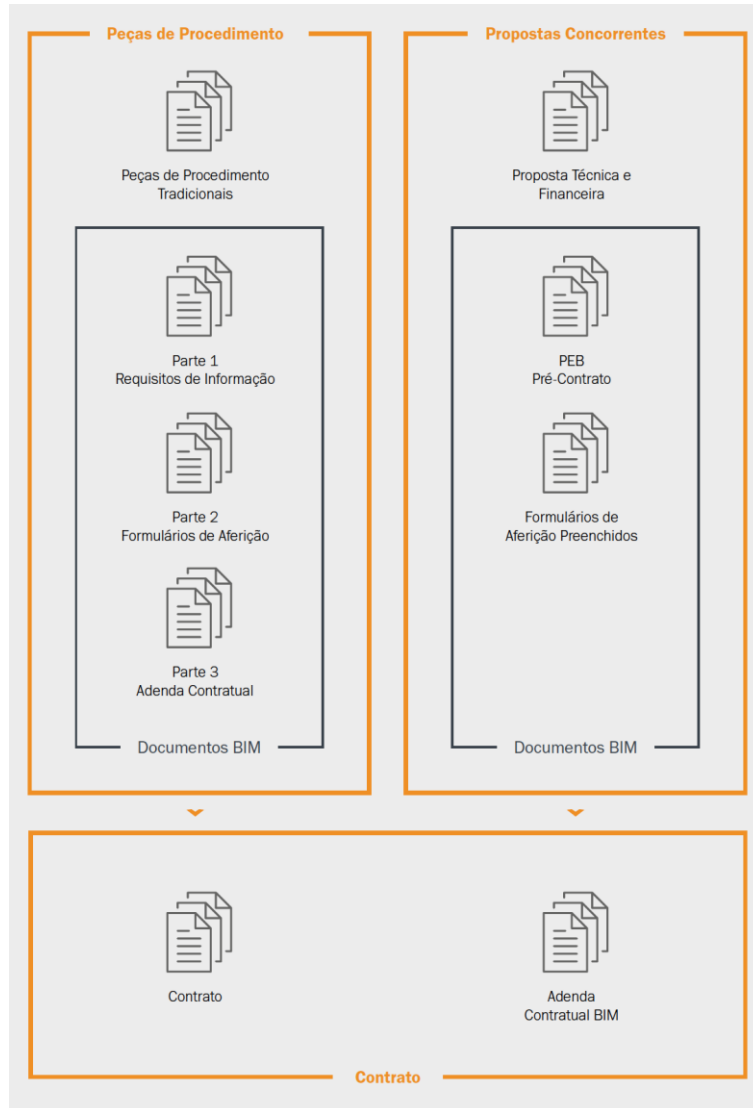 Peças de Procedimento
Peças de Procedimento
Tradicionais
Parte 1
Requisitos de Informação
Parte 2
Formulários de Aferição
Parte 3
Adenda Contratual
Documentos BIM
Propostas Concorrentes
Proposta Técnica e
Financeira
PEB
Pré-Contrato
Formulários de
Aferição Preenchidos
Documentos BIM
Contrato
Adenda
Contratual BIM
Contrato